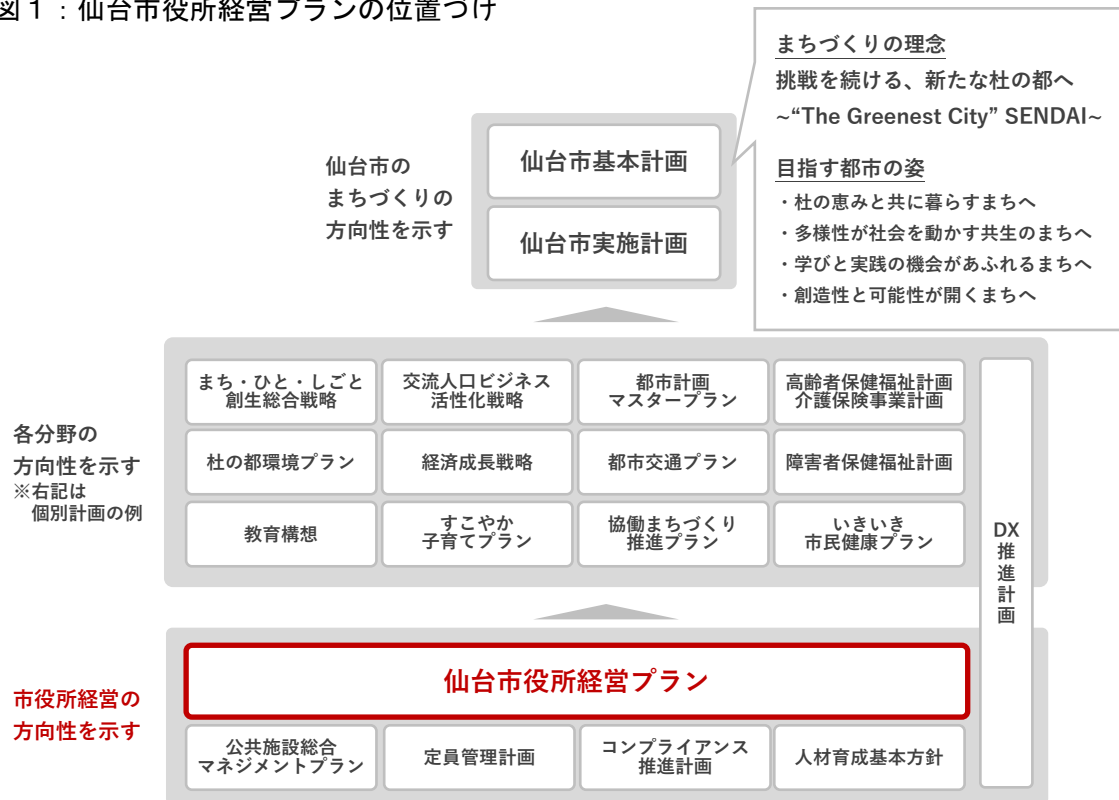 図1：仙台市役所経営プランの位置づけ
まちづくりの理念
挑戦を続ける、新たな杜の都へ
~“The Greenest City” SENDAI~
目指す都市の姿
・杜の恵みと共に暮らすまちへ
・多様性が社会を動かす共生のまちへ
・学びと実践の機会があふれるまちへ
・創造性と可能性が開くまちへ
仙台市の
まちづくりの
方向性を示す
仙台市基本計画
仙台市実施計画
各分野の
方向性を示す
※右記は
個別計画の例
まち・ひと・しごと
創生総合戦略
交流人口ビジネス
活性化戦略
都市計画
マスタープラン
高齢者保健福祉計画
介護保険事業計画
杜の都環境プラン
経済成長戦略
都市交通プラン
障害者保健福祉計画
教育構想
すこやか
子育てプラン
協働まちづくり
推進プラン
いきいき
市民健康プラン
DX
推
進
計
画
市役所経営の
方向性を示す
仙台市役所経営プラン
公共施設総合
マネジメントプラン
定員管理計画
コンプライアンス
推進計画
人材育成基本方針